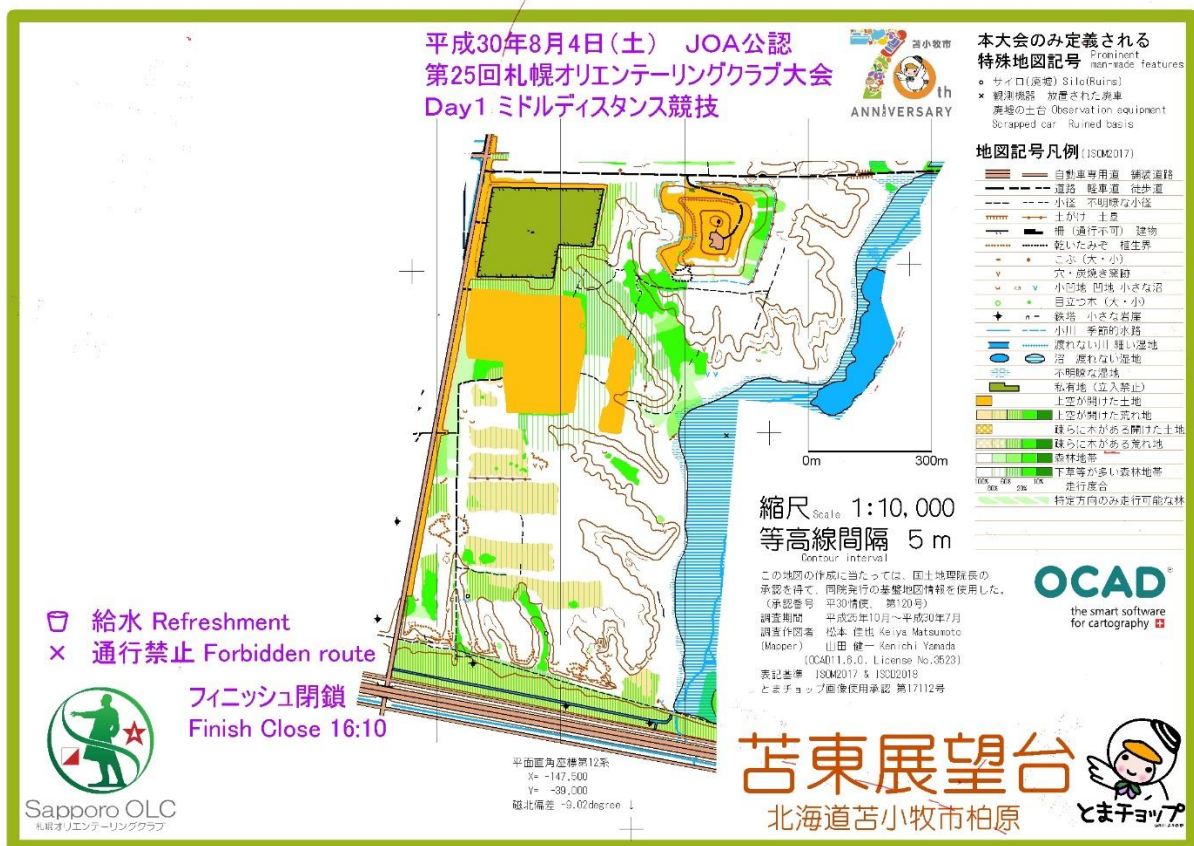 平成30年8月4日(土) JOA公認
第25回札幌オリエンテーリングクラブ大会
Day1 ミドルディスタンス競技
苫小牧市
70th
ANNIVERSARY
本大会のみ定義される
特殊地図記号 Prominent man-made features
サイロ(廃墟) Silo(Ruins)
観測機器 放置された廃車
廃墟の土台 Observation equipment
Scrapped car Ruined basis
地図記号凡例(ISOM2017)
自動車専用道 舗装道路
道路 軽車道 徒歩道
小径 不明瞭な小径
土がけ 土塁
柵(通行不可) 建物
乾いたみぞ 植生界
こぶ(大・小)
穴・炭焼き窯跡
小凹地 凹地 小さな沼
目立つ木(大・小)
鉄塔 小さな岩崖
小川 季節的水路
渡れない川 細い湿地
沼 渡れない湿地
不明瞭な湿地
私有地(立入禁止)
上空が開けた土地
上空が開けた荒れ地
疎らに木がある開けた土地
疎らに木がある荒れ地
森林地帯
下草等が多い森林地帯
走行度合
特定方向のみ走行可能な林
0m 300m
縮尺 Scale 1:10,000
等高線間隔 5m
Contour interval
この地図の作成に当たっては、国土地理院長の
承認を得て、同院発行の基盤地図情報を使用した。
(承認番号 平30情使、 第120号)
調査期間 平成25年10月~平成30年7月
調査作図者 松本 佳也 Keiya Matsumoto
(Mapper) 山田 健一 Kenichi Yamada
(OCAD11.6.0. License No.3523)
表記基準 ISOM2017 & ISCD2018
とまチョップ画像使用承認 第17112号
OCAD
the smart software
for cartography
給水 Refreshment
× 通行禁止 Forbidden route
フィニッシュ閉鎖
Finish Close 16:10
Sapporo OLC
札幌オリエンテーリングクラブ
平面直角座標第12系
X= -147,500
Y= -39,000
磁北偏差 -9.02degree
苫東展望台
北海道苫小牧市柏原
とまチョップ